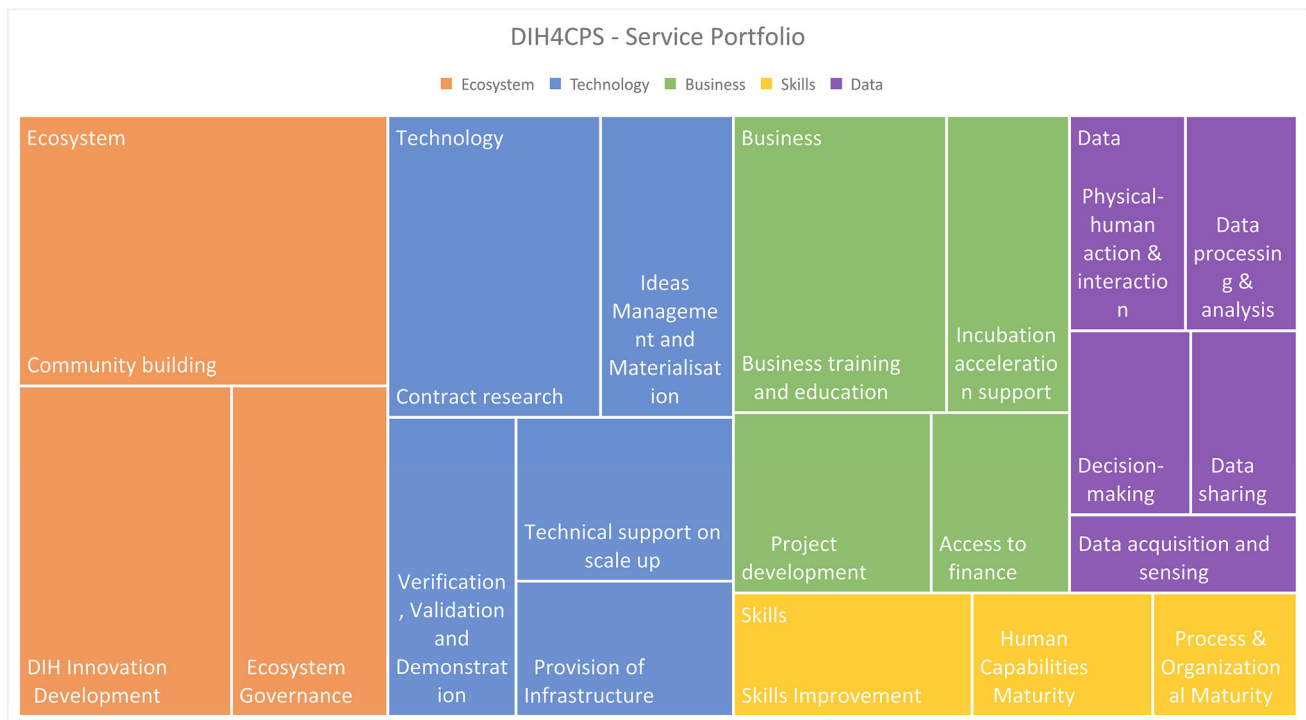 DIH4CPS - Service Portfolio
Ecosystem
Technology
Business
Skills
Data
Ecosystem
Community building
DIH Innovation
Development
Ecosystem
Governance
Technology
Contract research
Ideas
Manageme
nt and
Materialisat
ion
Verification
, Validation
and
Demonstrat
ion
Technical support on
scale up
Provision of
Infrastructure
Business
Business training
and education
Incubation
acceleratio
n support
Project
development
Access to
finance
Data
Physical-
human
action &
interactio
n
Data
processin
g &
analysis
Decision-
making
Data
sharing
Data acquisition and
sensing
Skills
Skills Improvement
Human
Capabilities
Maturity
Process &
Organization
al Maturity